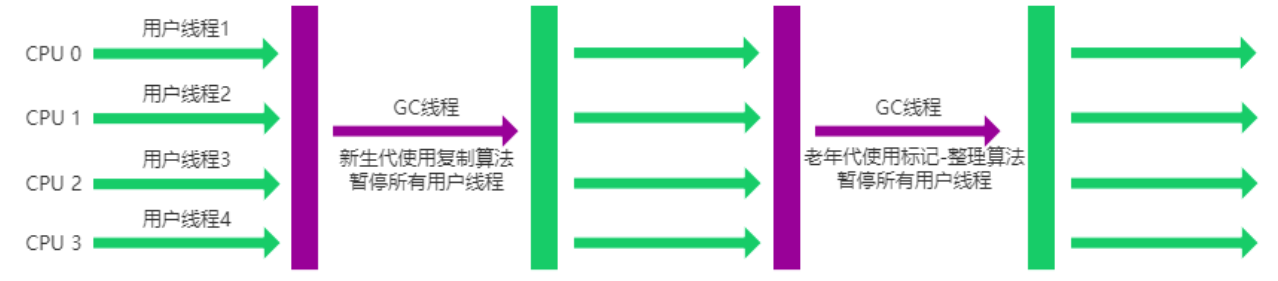 用户线程1
CPU 0
用户线程2
CPU 1
用户线程3
CPU 2
用户线程4
CPU 3
GC线程
新生代使用复制算法
暂停所有用户线程
GC线程
老年代使用标记-整理算法
暂停所有用户线程